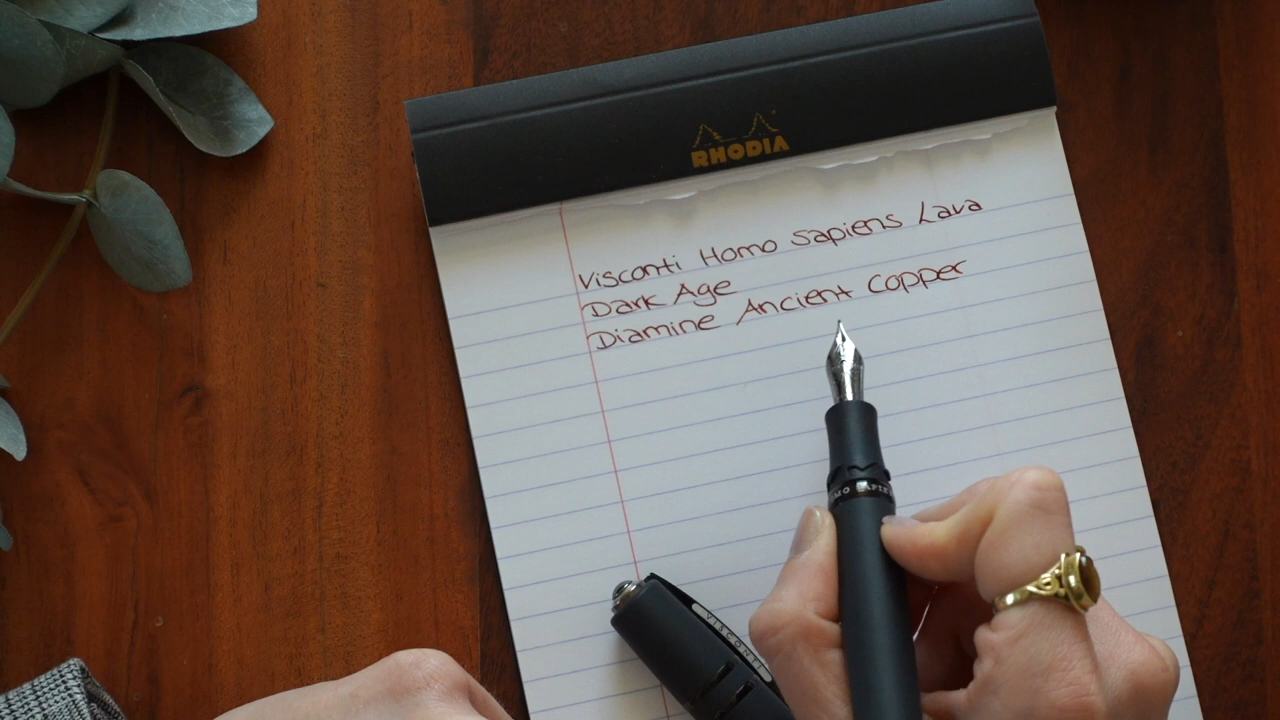 RHODIA
Visconti Homo Sapiens Lava
Dark Age
Diamine Ancient Copper
VISCONTI